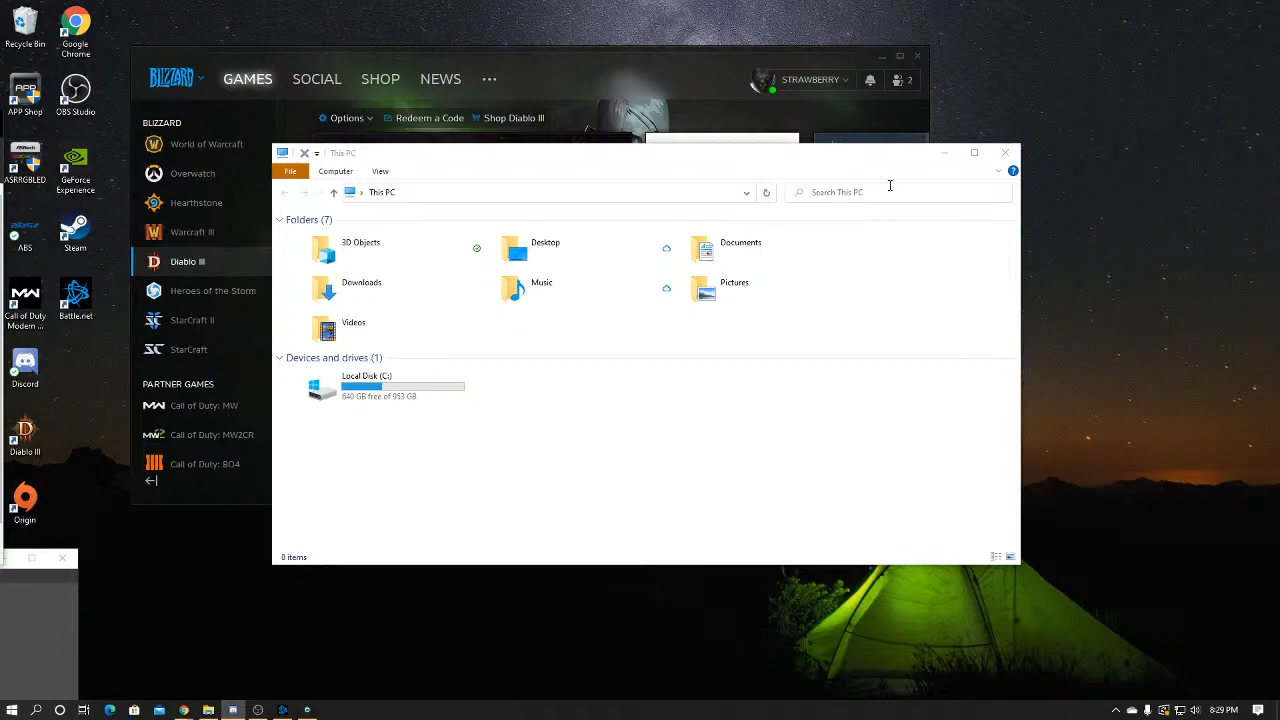 Recycle Bin
Google Chrome
APP Shop
OBS Studio
ASRRGBLED
GeForce Experience
ABS
Steam
Call of Duty Modern ...
Battle.net
Discord
Diablo III
Origin
BLIZZARD
GAMES
SOCIAL
SHOP
NEWS
STRAWBERRY
2
Options
Redeem a Code
Shop Diablo III
BLIZZARD
World of Warcraft
Overwatch
Hearthstone
Warcraft III
Diablo III
Heroes of the Storm
StarCraft II
StarCraft
PARTNER GAMES
Call of Duty: MW
Call of Duty: MW2CR
Call of Duty: BO4
This PC
File
Computer
View
This PC
Search This PC
Folders (7)
3D Objects
Desktop
Documents
Downloads
Music
Pictures
Videos
Devices and drives (1)
Local Disk (C:)
640 GB free of 953 GB
8 items
8:29 PM